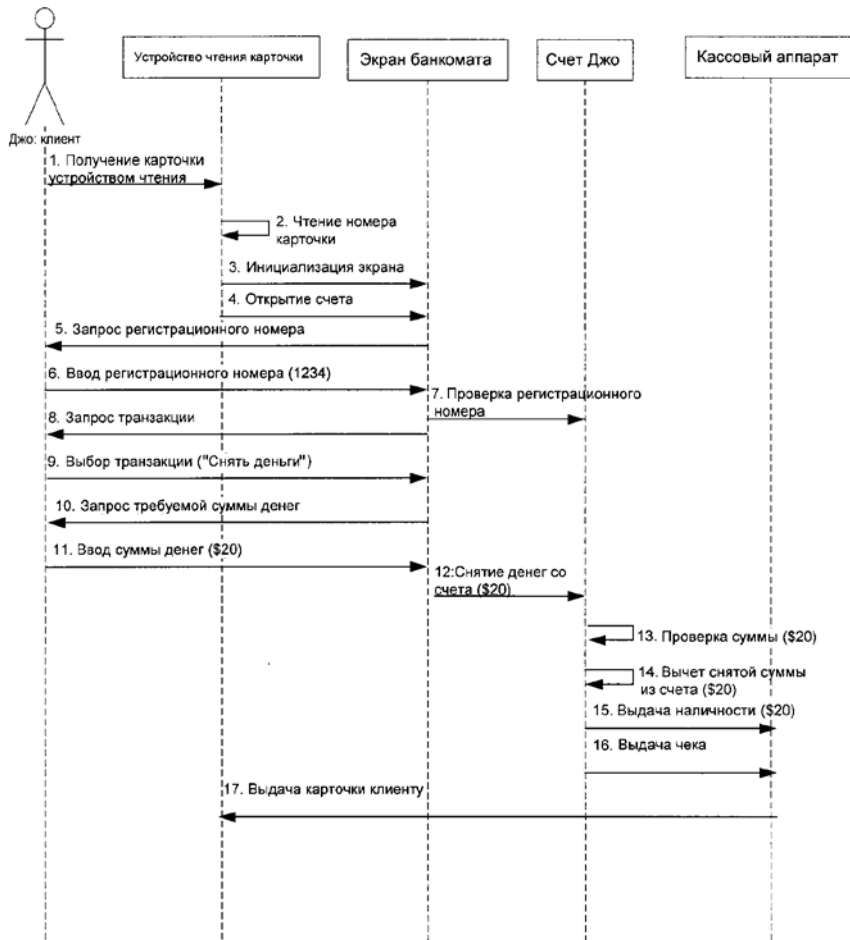 Устройство чтения карточки
Экран банкомата
Счет Джо
Кассовый аппарат
Джо: клиент
1. Получение карточки
устройством чтения
2. Чтение номера
карточки
3. Инициализация экрана
4. Открытие счета
5. Запрос регистрационного номера
6. Ввод регистрационного номера (1234)
7. Проверка регистрационного
номера
8. Запрос транзакции
9. Выбор транзакции ("Снять деньги")
10. Запрос требуемой суммы денег
11. Ввод суммы денег ($20)
12:Снятие денег со
счета ($20)
13. Проверка суммы ($20)
14. Вычет снятой суммы
из счета ($20)
15. Выдача наличности ($20)
16. Выдача чека
17. Выдача карточки клиенту